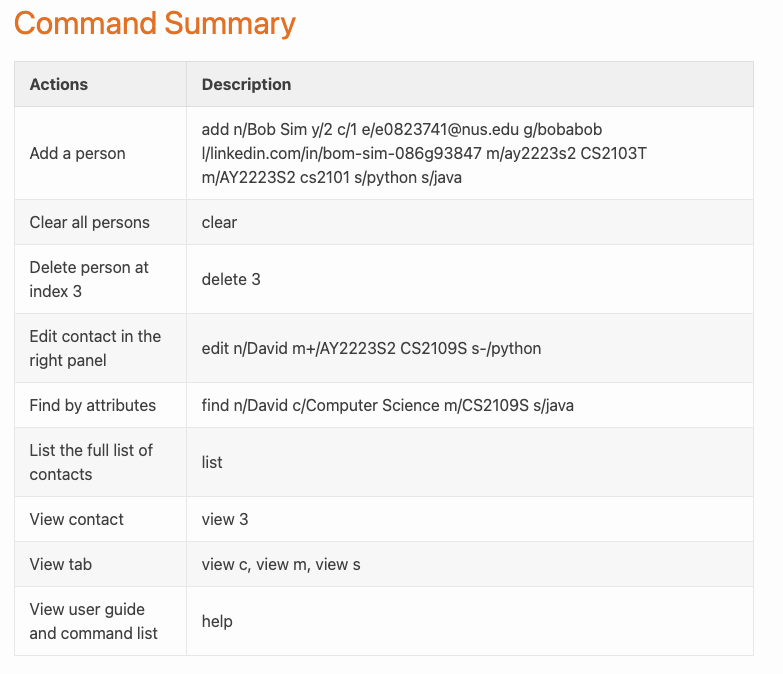 Command Summary
Actions Description
Add a person
add n/Bob Sim y/2 c/1 e/e0823741@nus.edu g/bobabob
l/linkedin.com/in/bom-sim-086g93847 m/ay2223s2 CS2103T
m/AY2223S2 cs2101 s/python s/java
Clear all persons clear
Delete person at
index 3
delete 3
Edit contact in the
right panel
edit n/David m+/AY2223S2 CS2109S s-/python
Find by attributes find n/David c/Computer Science m/CS2109S s/java
List the full list of
contacts
list
View contact view 3
View tab view c, view m, view s
View user guide
and command list
help